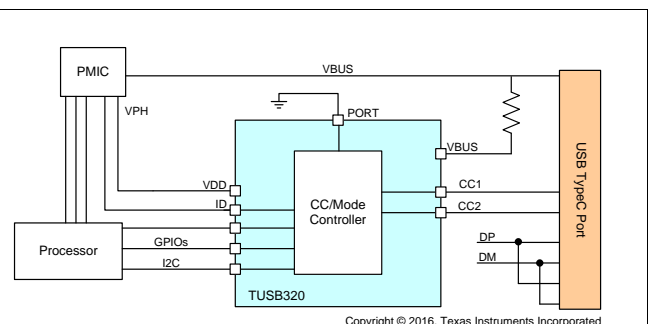 PMIC
VBUS
VPH
PORT
VBUS
VDD
ID
CC/Mode
Controller
CC1
CC2
USB TypeC Port
Processor
GPIOs
I2C
DP
DM
TUSB320
Copyright © 2016, Texas Instruments Incorporated